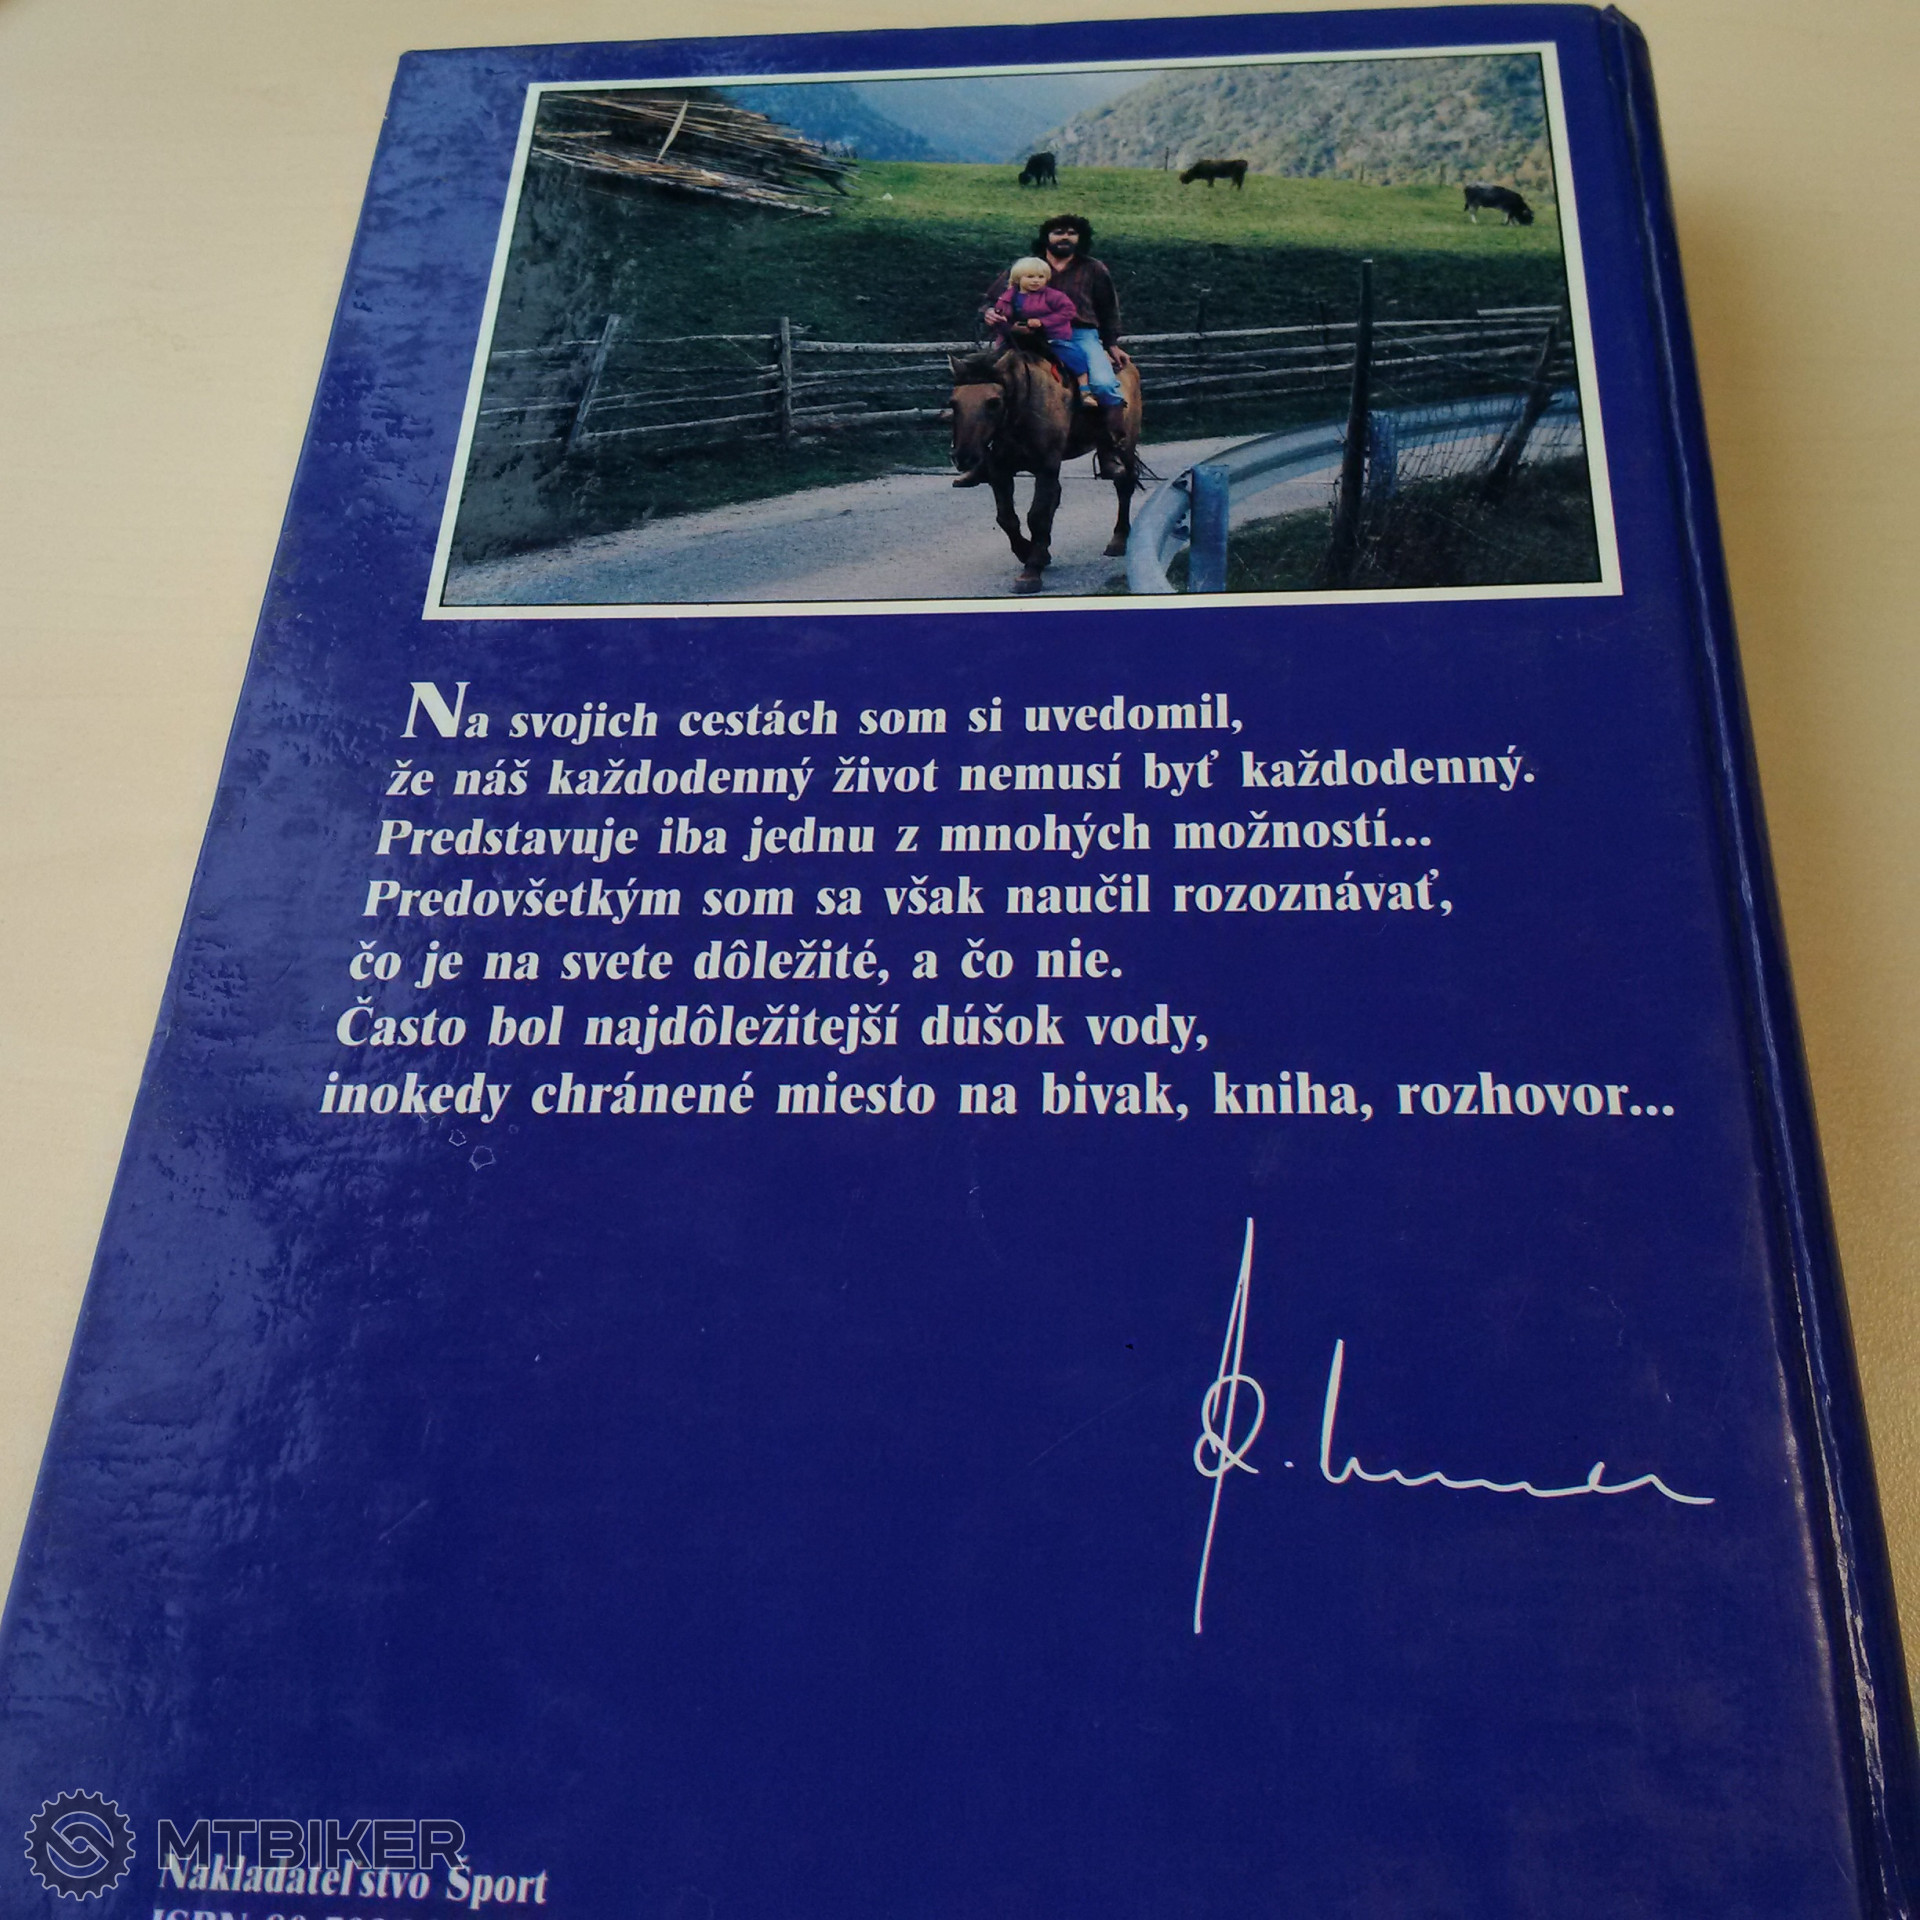 Na svojich cestách som si uvedomil,
že náš každodenný život nemusí byť každodenný.
Predstavuje iba jednu z mnohých možností...
Predovšetkým som sa však naučil rozoznávať,
čo je na svete dôležité, a čo nie.
Často bol najdôležitejší dúšok vody,
inokedy chránené miesto na bivak, kniha, rozhovor...
MTBIKER
Nakladateľstvo Šport
ISBN